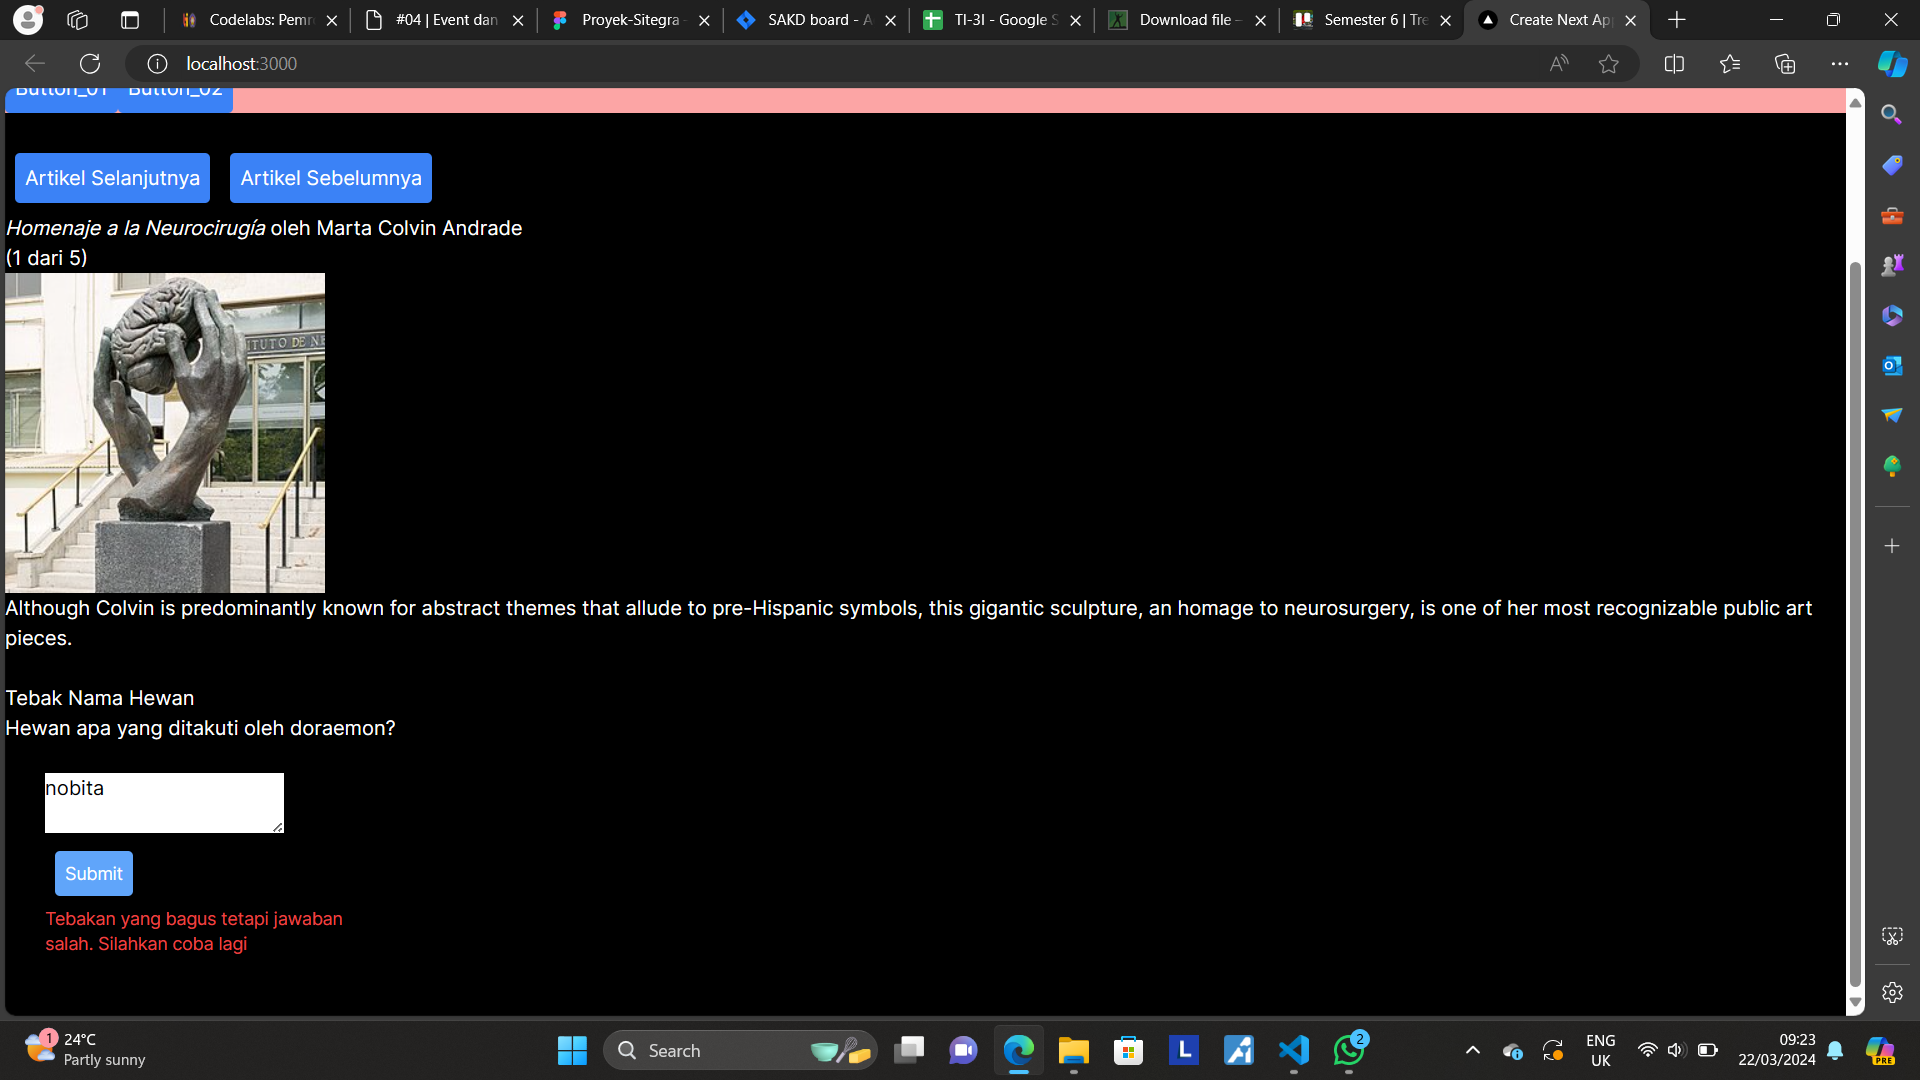 Codelabs: Pemr
#04 | Event dan
Proyek-Sitegra
SAKD board - A
TI-3I - Google S
Download file –
Semester 6 | Tre
Create Next Ap
localhost:3000
Button_01 Button_02
Artikel Selanjutnya Artikel Sebelumnya
Homenaje a la Neurocirugía oleh Marta Colvin Andrade
(1 dari 5)
ITUTO DE NE
Although Colvin is predominantly known for abstract themes that allude to pre-Hispanic symbols, this gigantic sculpture, an homage to neurosurgery, is one of her most recognizable public art
pieces.
Tebak Nama Hewan
Hewan apa yang ditakuti oleh doraemon?
nobita
Submit
Tebakan yang bagus tetapi jawaban
salah. Silahkan coba lagi
1
24°C
Partly sunny
Search
L
2
ENG
UK
09:23
22/03/2024
PRE